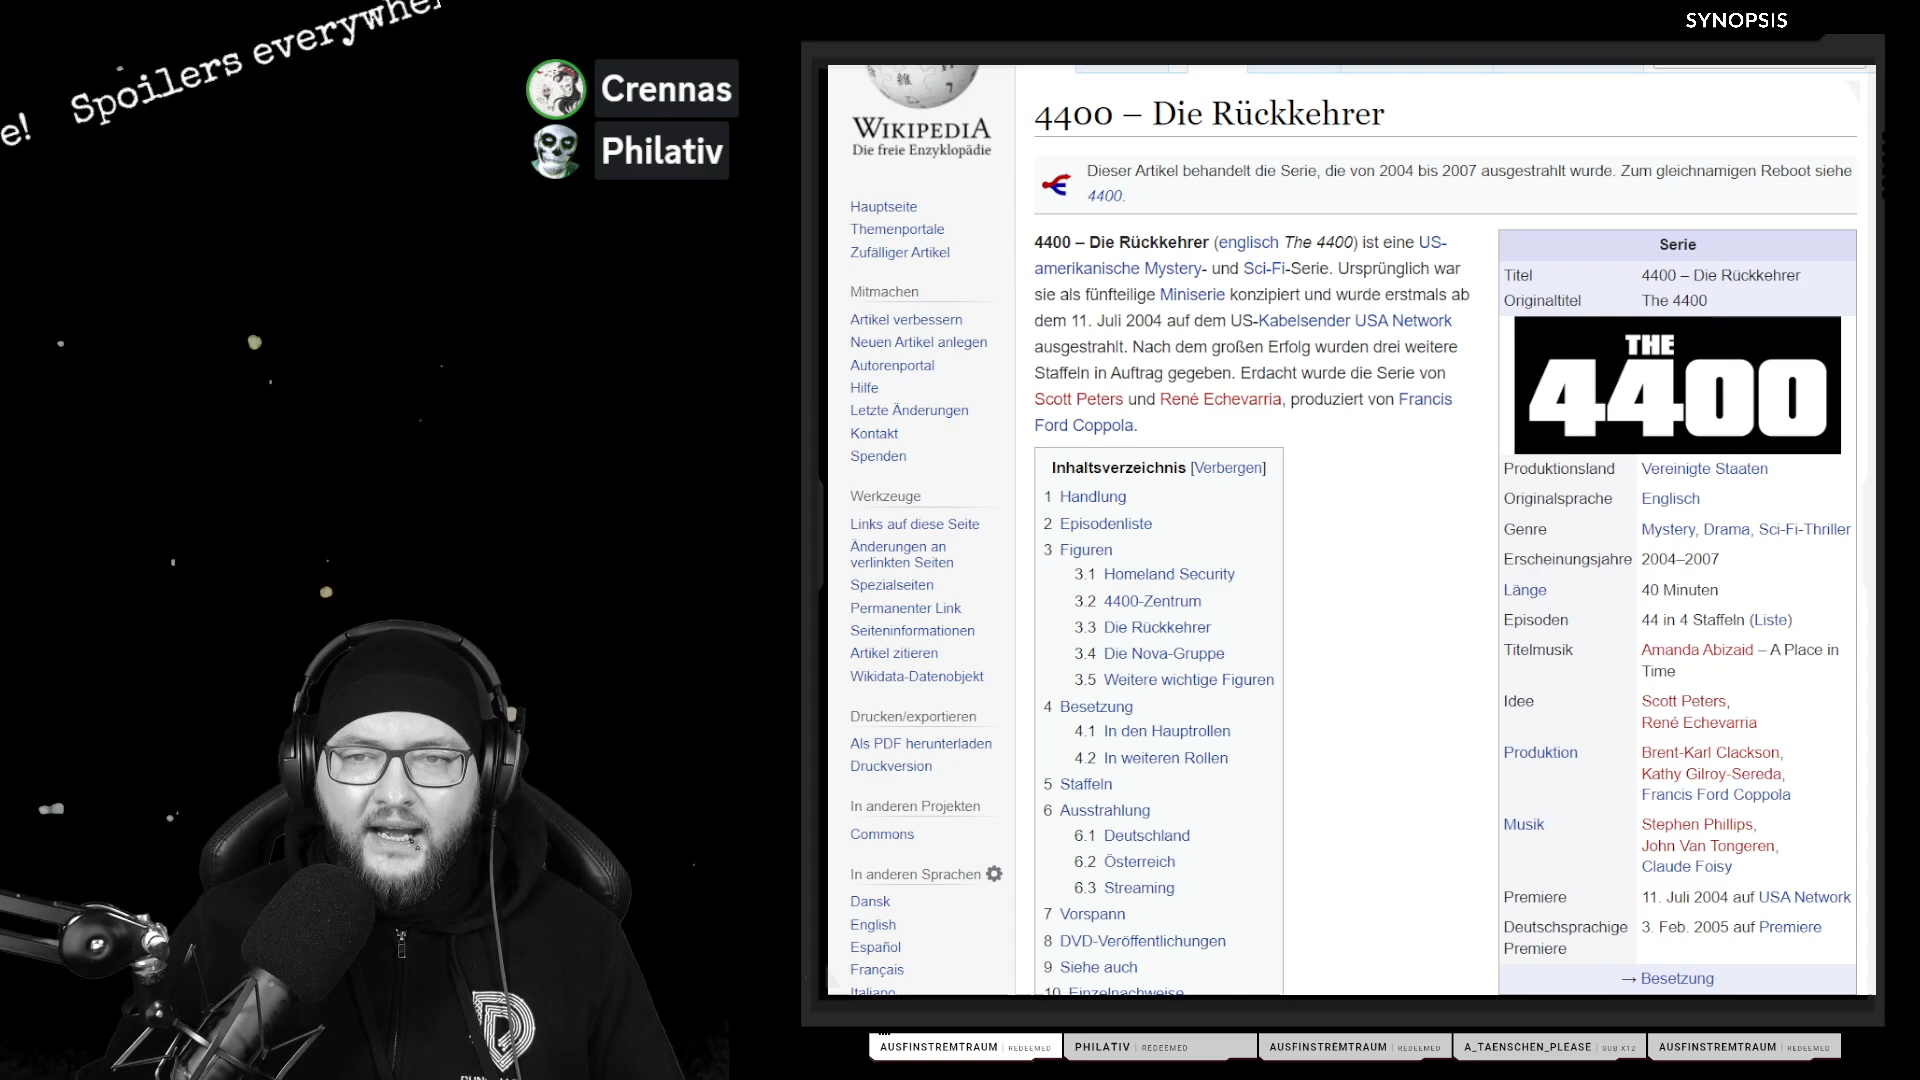 SYNOPSIS
e! Spoilers everywhe
Crennas
Philativ
WIKIPEDIA
Die freie Enzyklopädie
Hauptseite
Themenportale
Zufälliger Artikel
Mitmachen
Artikel verbessern
Neuen Artikel anlegen
Autorenportal
Hilfe
Letzte Änderungen
Kontakt
Spenden
Werkzeuge
Links auf diese Seite
Änderungen an
verlinkten Seiten
Spezialseiten
Permanenter Link
Seiteninformationen
Artikel zitieren
Wikidata-Datenobjekt
Drucken/exportieren
Als PDF herunterladen
Druckversion
In anderen Projekten
Commons
In anderen Sprachen
Dansk
English
Español
Français
Italiano
4400 – Die Rückkehrer
Dieser Artikel behandelt die Serie, die von 2004 bis 2007 ausgestrahlt wurde. Zum gleichnamigen Reboot siehe
4400.
4400 – Die Rückkehrer (englisch The 4400) ist eine US-
amerikanische Mystery- und Sci-Fi-Serie. Ursprünglich war
sie als fünfteilige Miniserie konzipiert und wurde erstmals ab
dem 11. Juli 2004 auf dem US-Kabelsender USA Network
ausgestrahlt. Nach dem großen Erfolg wurden drei weitere
Staffeln in Auftrag gegeben. Erdacht wurde die Serie von
Scott Peters und René Echevarria, produziert von Francis
Ford Coppola.
Inhaltsverzeichnis [Verbergen]
1 Handlung
2 Episodenliste
3 Figuren
3.1 Homeland Security
3.2 4400-Zentrum
3.3 Die Rückkehrer
3.4 Die Nova-Gruppe
3.5 Weitere wichtige Figuren
4 Besetzung
4.1 In den Hauptrollen
4.2 In weiteren Rollen
5 Staffeln
6 Ausstrahlung
6.1 Deutschland
6.2 Österreich
6.3 Streaming
7 Vorspann
8 DVD-Veröffentlichungen
9 Siehe auch
10 Einzelnachweise
Serie
Titel 4400 – Die Rückkehrer
Originaltitel The 4400
THE
4400
Produktionsland Vereinigte Staaten
Originalsprache Englisch
Genre Mystery, Drama, Sci-Fi-Thriller
Erscheinungsjahre 2004–2007
Länge 40 Minuten
Episoden 44 in 4 Staffeln (Liste)
Titelmusik Amanda Abizaid – A Place in
Time
Idee Scott Peters,
René Echevarria
Produktion Brent-Karl Clackson,
Kathy Gilroy-Sereda,
Francis Ford Coppola
Musik Stephen Phillips,
John Van Tongeren,
Claude Foisy
Premiere 11. Juli 2004 auf USA Network
Deutschsprachige 3. Feb. 2005 auf Premiere
Premiere
→ Besetzung
AUSFINSTREMTRAUM | REDEEMED
PHILATIV | REDEEMED
AUSFINSTREMTRAUM | REDEEMED
A_TAENSCHEN_PLEASE | SUB X12
AUSFINSTREMTRAUM | REDEEMED